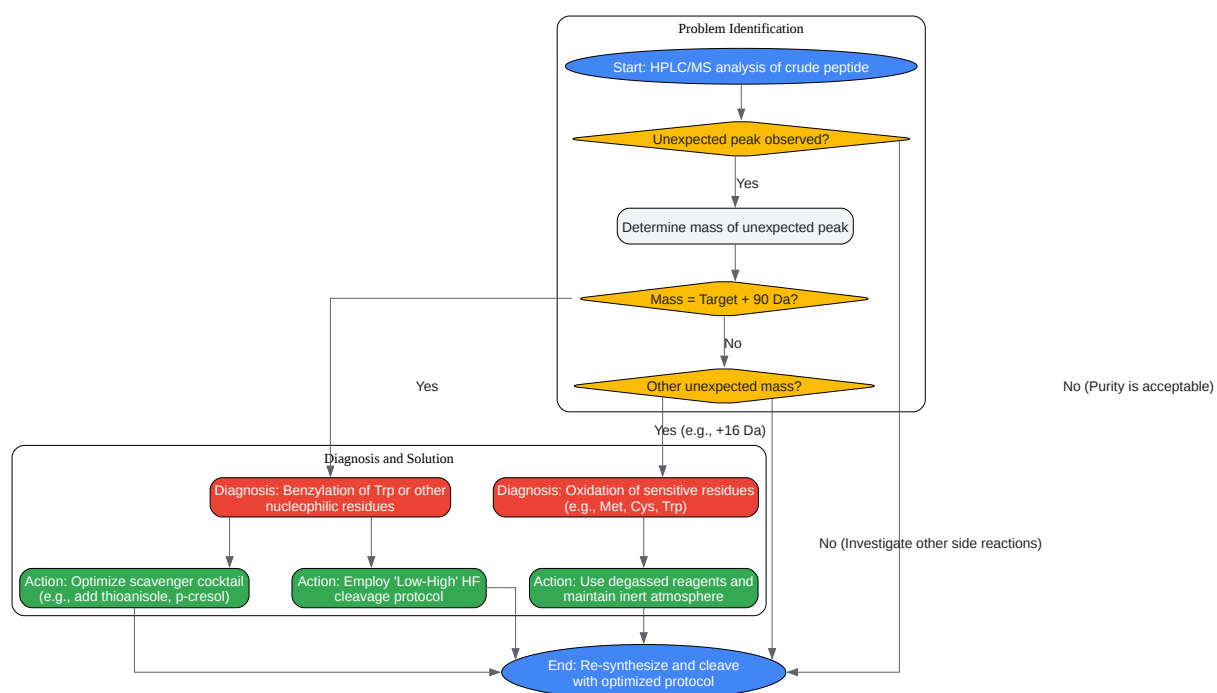 Problem Identification
Start: HPLC/MS analysis of crude peptide
Unexpected peak observed?
Yes
Determine mass of unexpected peak
Mass = Target + 90 Da?
No
Yes
Other unexpected mass?
No (Purity is acceptable)
Yes (e.g., +16 Da)
Diagnosis and Solution
Diagnosis: Benzylation of Trp or other
nucleophilic residues
Diagnosis: Oxidation of sensitive residues
(e.g., Met, Cys, Trp)
No (Investigate other side reactions)
Action: Optimize scavenger cocktail
(e.g., add thioanisole, p-cresol)
Action: Employ 'Low-High' HF
cleavage protocol
Action: Use degassed reagents and
maintain inert atmosphere
End: Re-synthesize and cleave
with optimized protocol